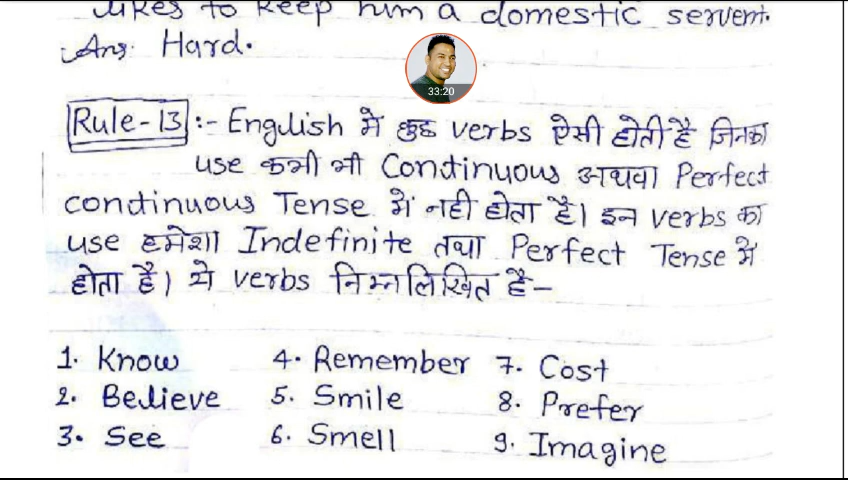 likes to keep him a domestic servent.
Ans. Hard.
33:20
Rule-13 :- English में कुछ verbs ऐसी होती है जिनका
use कभी भी Continuous अथवा Perfect
continuous Tense में नही होता है। इन verbs का
use हमेशा Indefinite तथा Perfect Tense में
होता है। ये verbs निम्नलिखित है-
1. Know 4. Remember 7. Cost
2. Believe 5. Smile 8. Prefer
3. See 6. Smell 9. Imagine